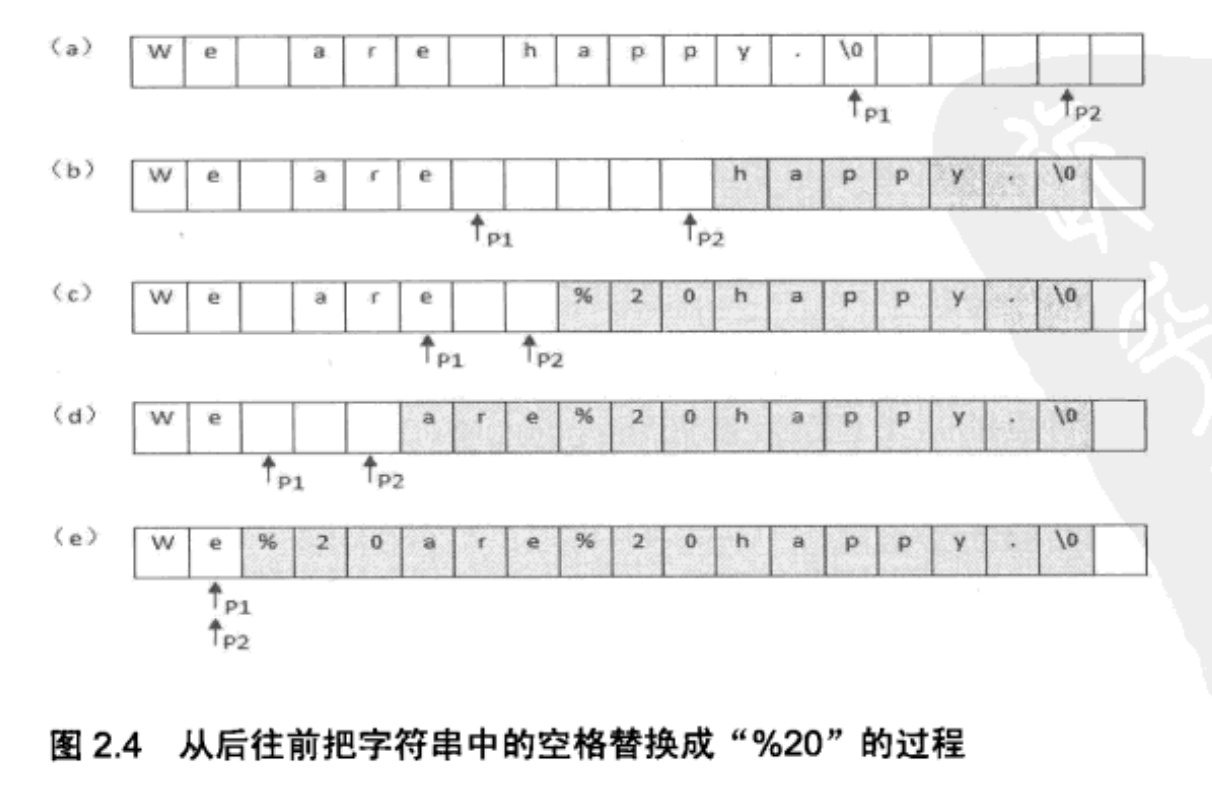 (a) W e a r e h a p p y . \0
P1 P2
(b) W e a r e h a p p y . \0
P1 P2
(c) W e a r e % 2 0 h a p p y . \0
P1 P2
(d) W e a r e % 2 0 h a p p y . \0
P1 P2
(e) W e % 2 0 a r e % 2 0 h a p p y . \0
P1
P2
图 2.4 从后往前把字符串中的空格替换成“%20”的过程